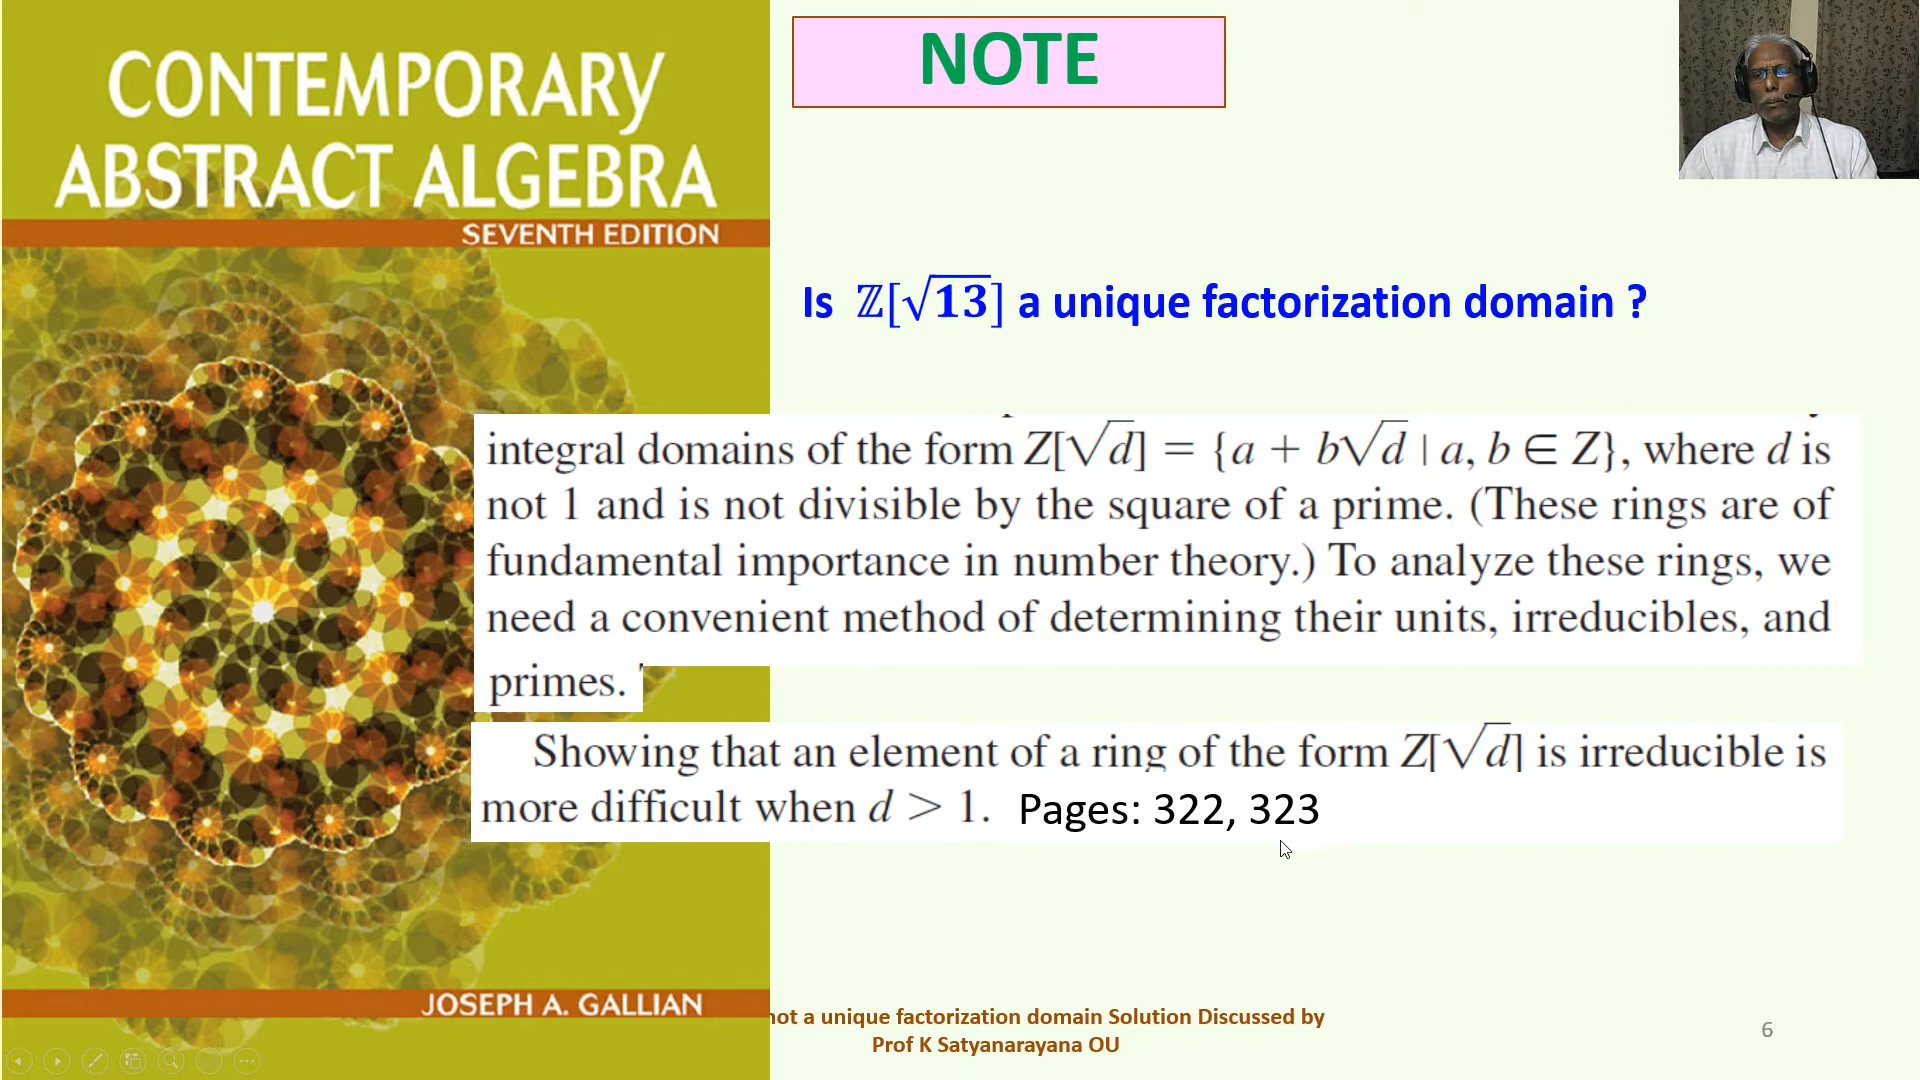 CONTEMPORARY
ABSTRACT ALGEBRA
SEVENTH EDITION
JOSEPH A. GALLIAN
NOTE
Is ℤ[√13] a unique factorization domain ?
integral domains of the form Z[√d] = {a + b√d | a, b ∈ Z}, where d is
not 1 and is not divisible by the square of a prime. (These rings are of
fundamental importance in number theory.) To analyze these rings, we
need a convenient method of determining their units, irreducibles, and
primes.
Showing that an element of a ring of the form Z[√d] is irreducible is
more difficult when d > 1. Pages: 322, 323
not a unique factorization domain Solution Discussed by
Prof K Satyanarayana OU
6